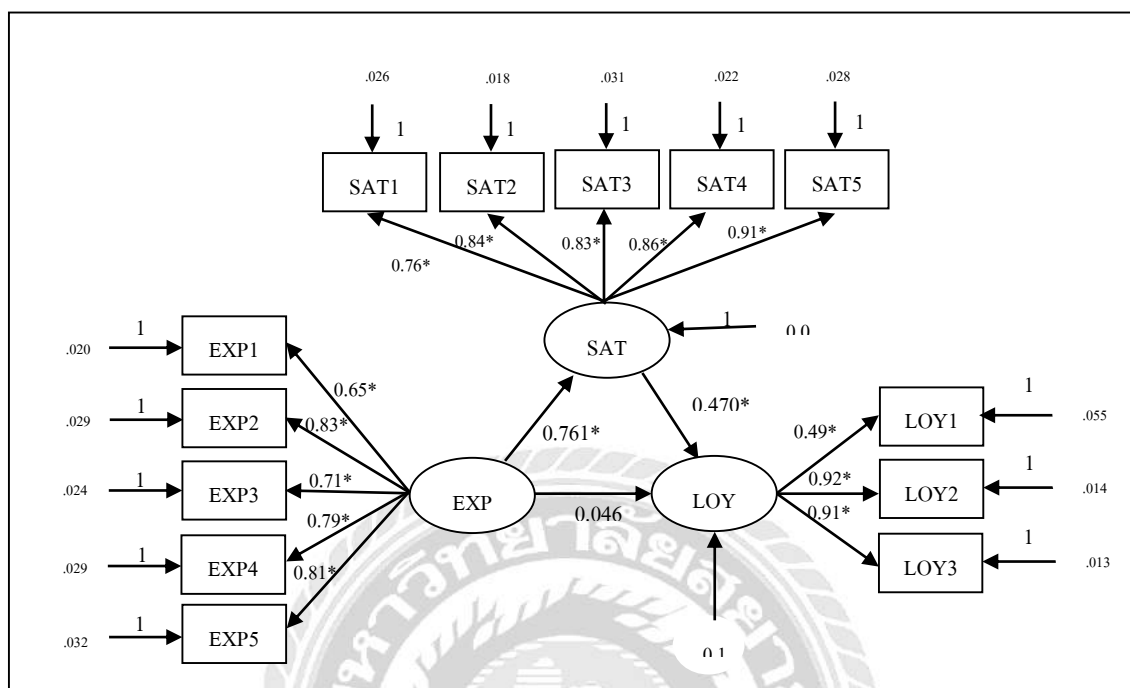 .026 .018 .031 .022 .028
1 1 1 1 1
SAT1 SAT2 SAT3 SAT4 SAT5
0.76* 0.84* 0.83* 0.86* 0.91*
SAT
1
0.761* 0.470*
.020 1 EXP1
.029 1 EXP2
.024 1 EXP3
.029 1 EXP4
.032 1 EXP5
0.65*
0.83*
0.71*
0.79*
0.81*
EXP
0.046
LOY
0.49*
0.92*
0.91*
LOY1 1 .055
LOY2 1 .014
LOY3 1 .013